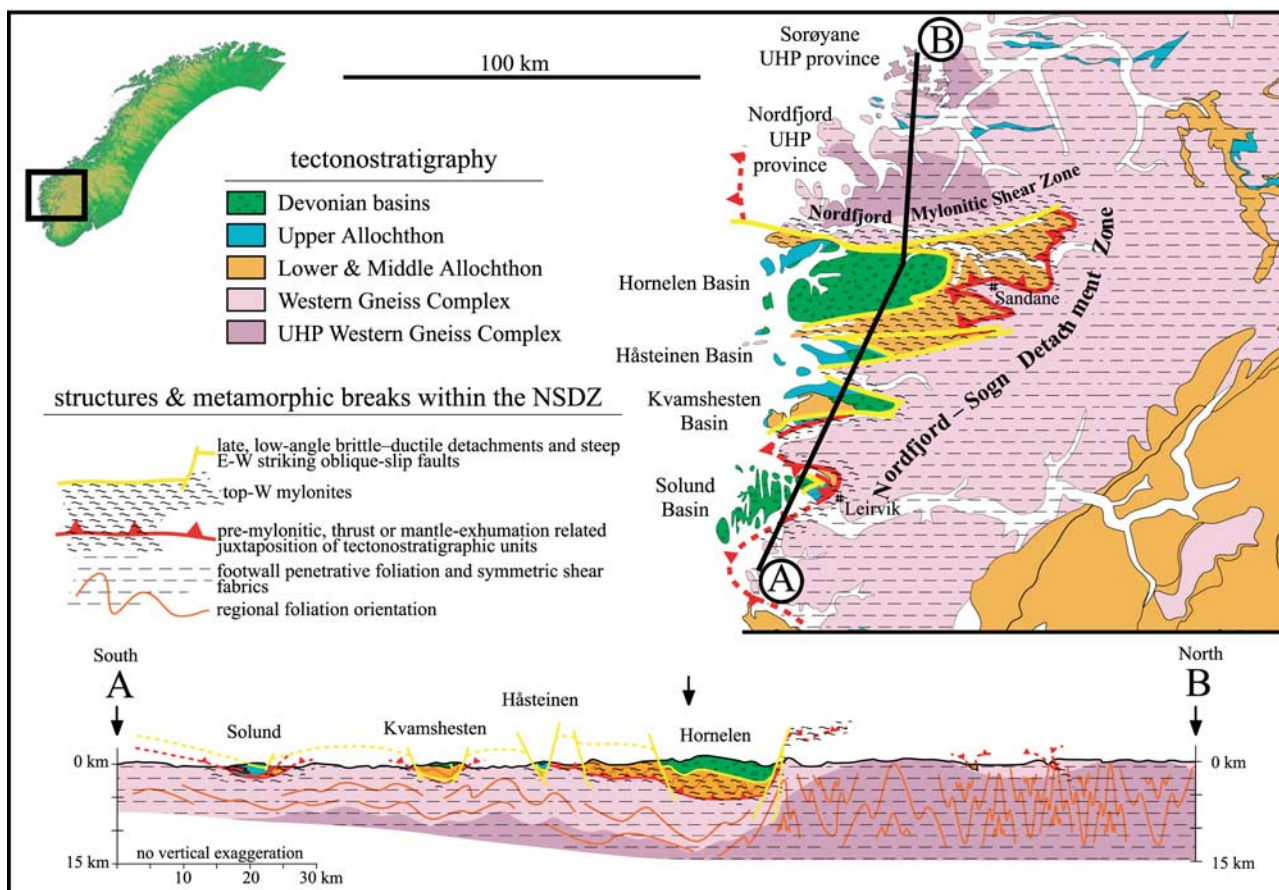 100 km
tectonostratigraphy
Devonian basins
Upper Allochthon
Lower & Middle Allochthon
Western Gneiss Complex
UHP Western Gneiss Complex
structures & metamorphic breaks within the NSDZ
late, low-angle brittle–ductile detachments and steep
E-W striking oblique-slip faults
top-W mylonites
pre-mylonitic, thrust or mantle-exhumation related
juxtaposition of tectonostratigraphic units
footwall penetrative foliation and symmetric shear
fabrics
regional foliation orientation
Sorøyane
UHP province
B
Nordfjord
UHP
province
Nordfjord Mylonitic Shear Zone
Hornelen Basin
Sandane
Håsteinen Basin
Kvamshesten
Basin
Nordfjord – Sogn Detach ment Zone
Solund
Basin
Leirvik
A
South
A
Solund
Kvamshesten
Håsteinen
Hornelen
North
B
0 km
0 km
15 km
15 km
no vertical exaggeration
10 20 30 km